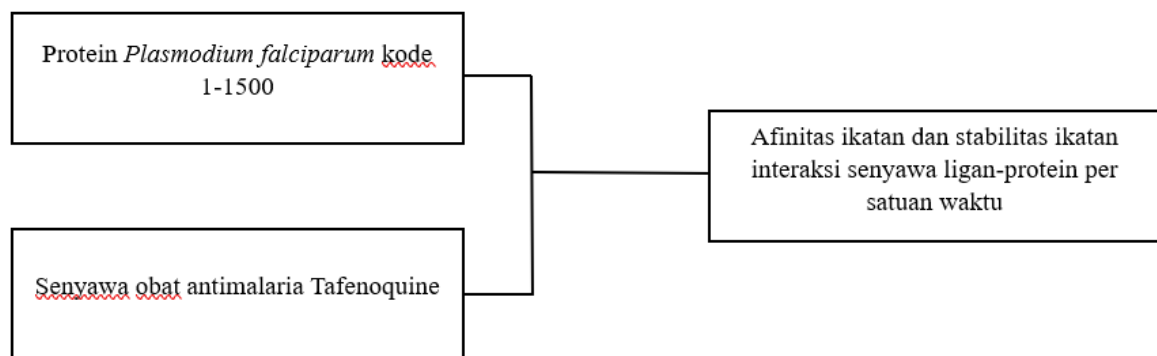 Protein Plasmodium falciparum kode
1-1500
Afinitas ikatan dan stabilitas ikatan
interaksi senyawa ligan-protein per
satuan waktu
Senyawa obat antimalaria Tafenoquine